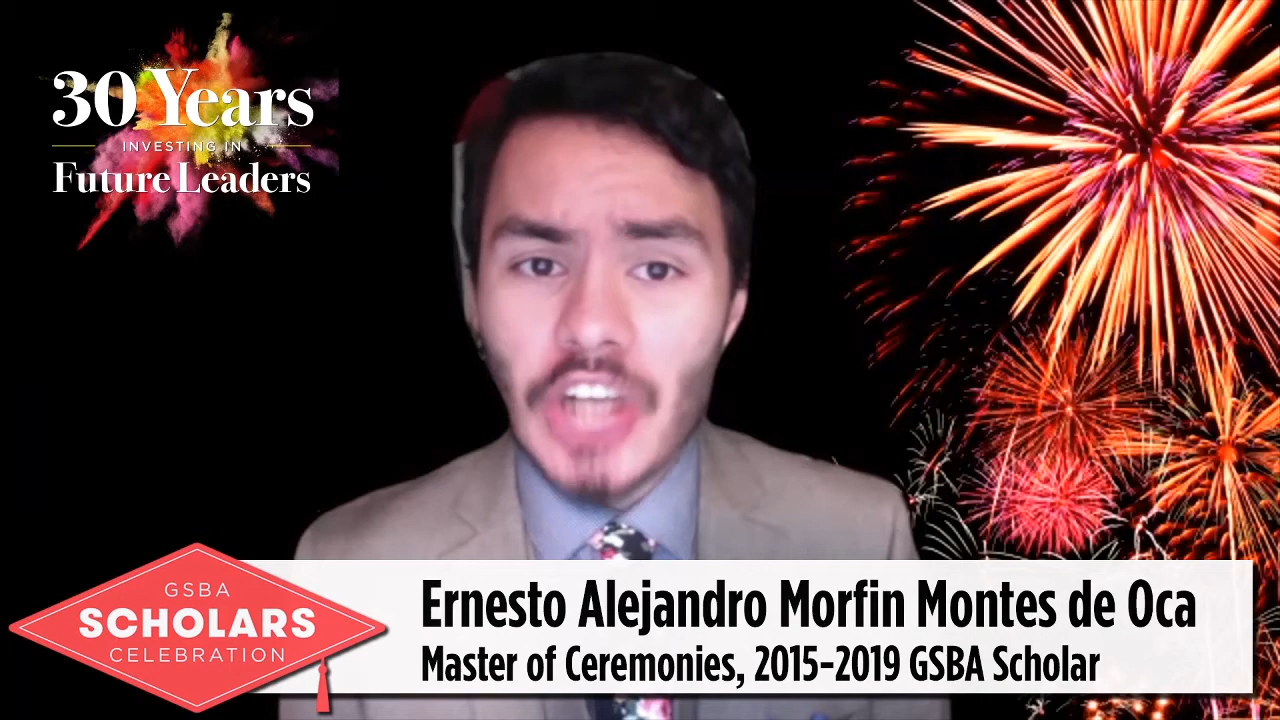 30 Years
INVESTING IN
Future Leaders
GSBA
SCHOLARS
CELEBRATION
Ernesto Alejandro Morfin Montes de Oca
Master of Ceremonies, 2015-2019 GSBA Scholar